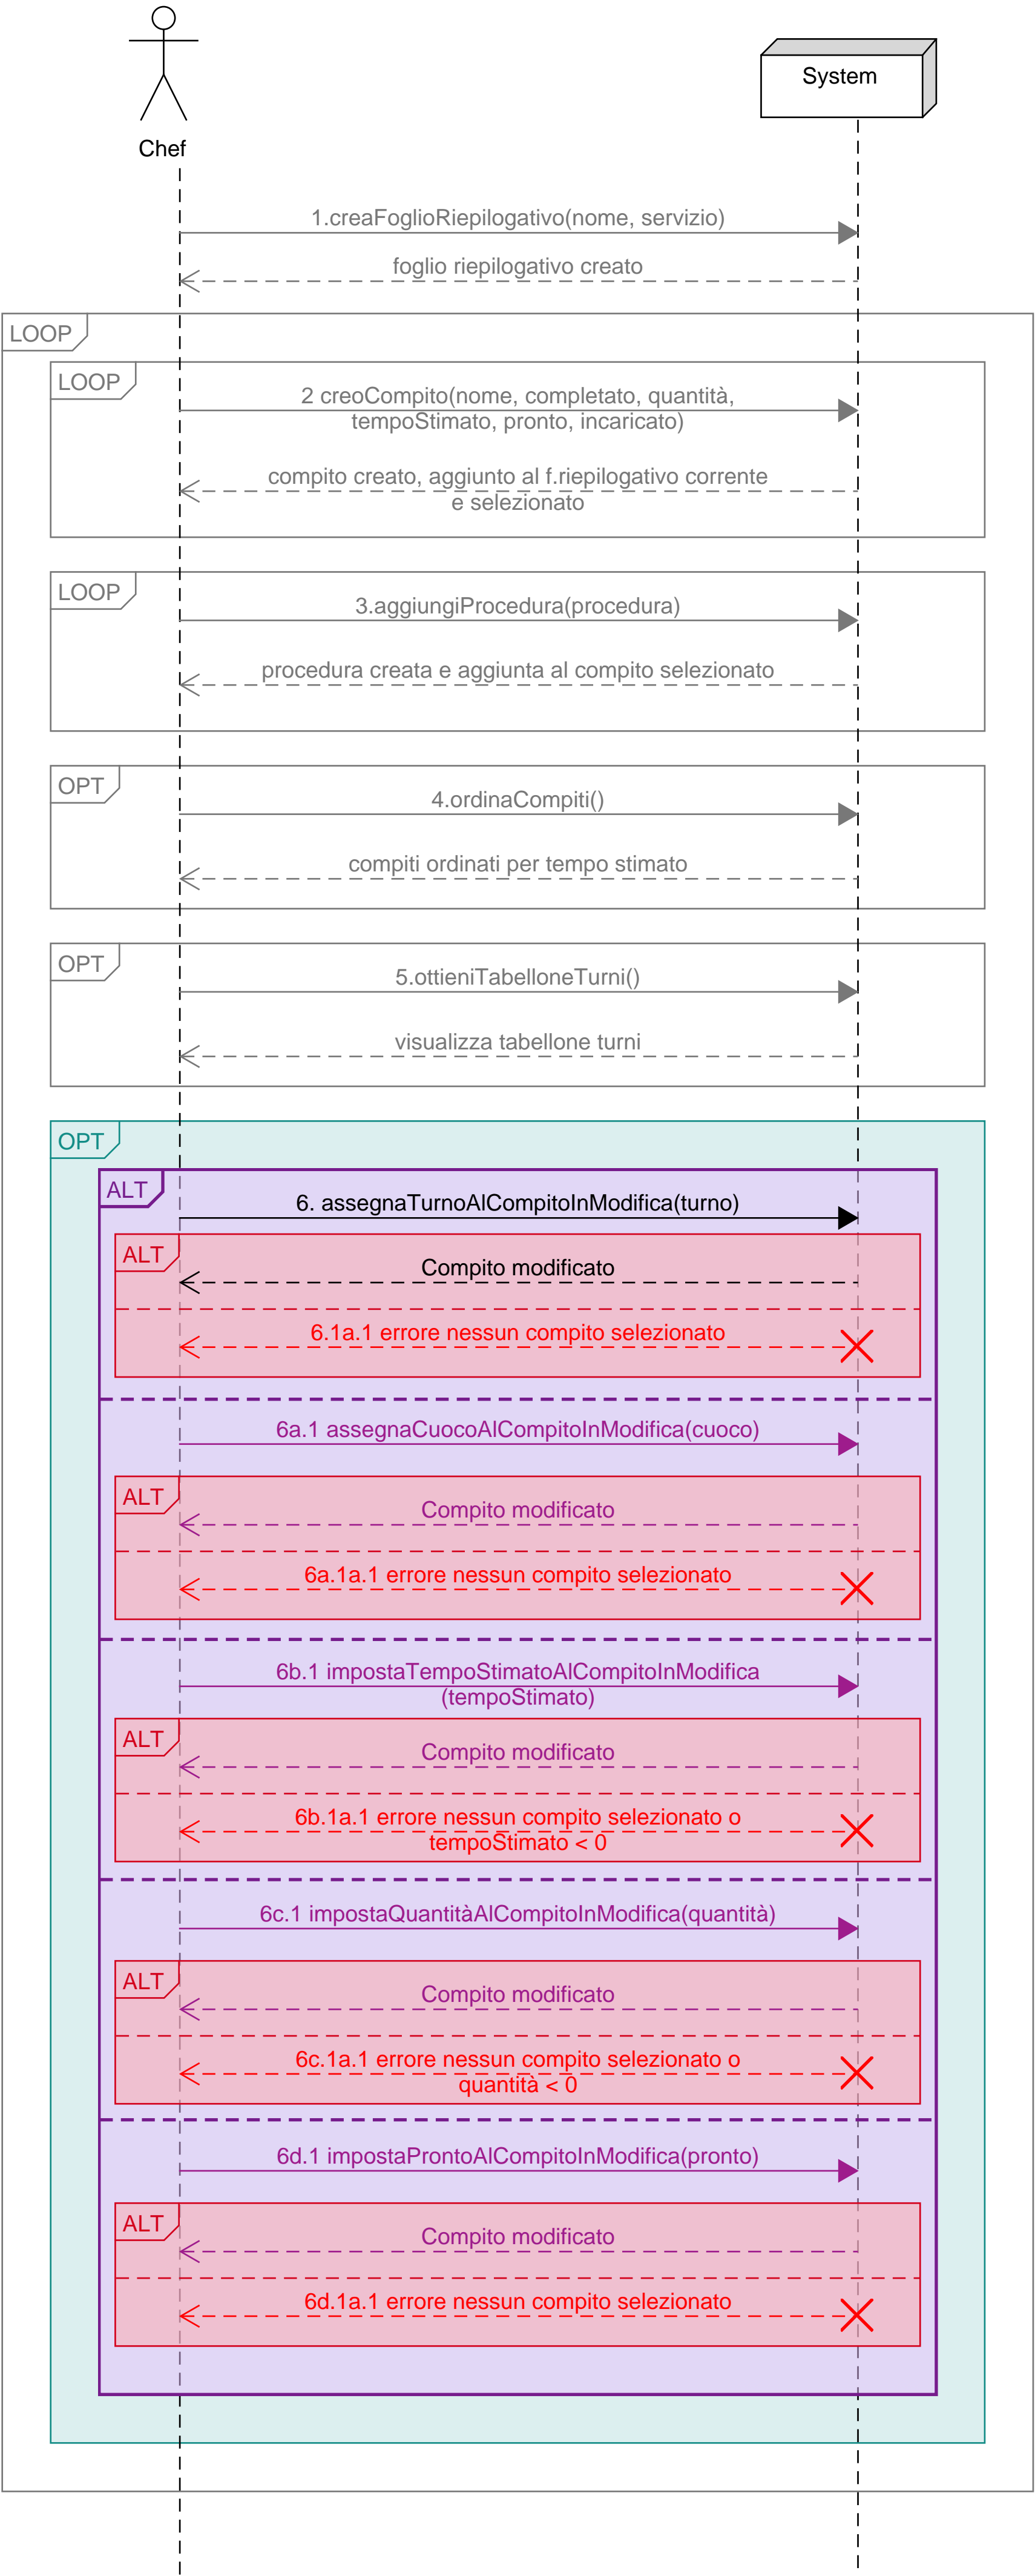 System
Chef
1.creaFoglioRiepilogativo(nome, servizio)
foglio riepilogativo creato
LOOP
LOOP
2 creoCompito(nome, completato, quantità,
tempoStimato, pronto, incaricato)
compito creato, aggiunto al f.riepilogativo corrente
e selezionato
LOOP
3.aggiungiProcedura(procedura)
procedura creata e aggiunta al compito selezionato
OPT
4.ordinaCompiti()
compiti ordinati per tempo stimato
OPT
5.ottieniTabelloneTurni()
visualizza tabellone turni
OPT
ALT
6. assegnaTurnoAlCompitoInModifica(turno)
ALT
Compito modificato
6.1a.1 errore nessun compito selezionato
6a.1 assegnaCuocoAlCompitoInModifica(cuoco)
ALT
Compito modificato
6a.1a.1 errore nessun compito selezionato
6b.1 impostaTempoStimatoAlCompitoInModifica
(tempoStimato)
ALT
Compito modificato
6b.1a.1 errore nessun compito selezionato o
tempoStimato < 0
6c.1 impostaQuantitàAlCompitoInModifica(quantità)
ALT
Compito modificato
6c.1a.1 errore nessun compito selezionato o
quantità < 0
6d.1 impostaProntoAlCompitoInModifica(pronto)
ALT
Compito modificato
6d.1a.1 errore nessun compito selezionato